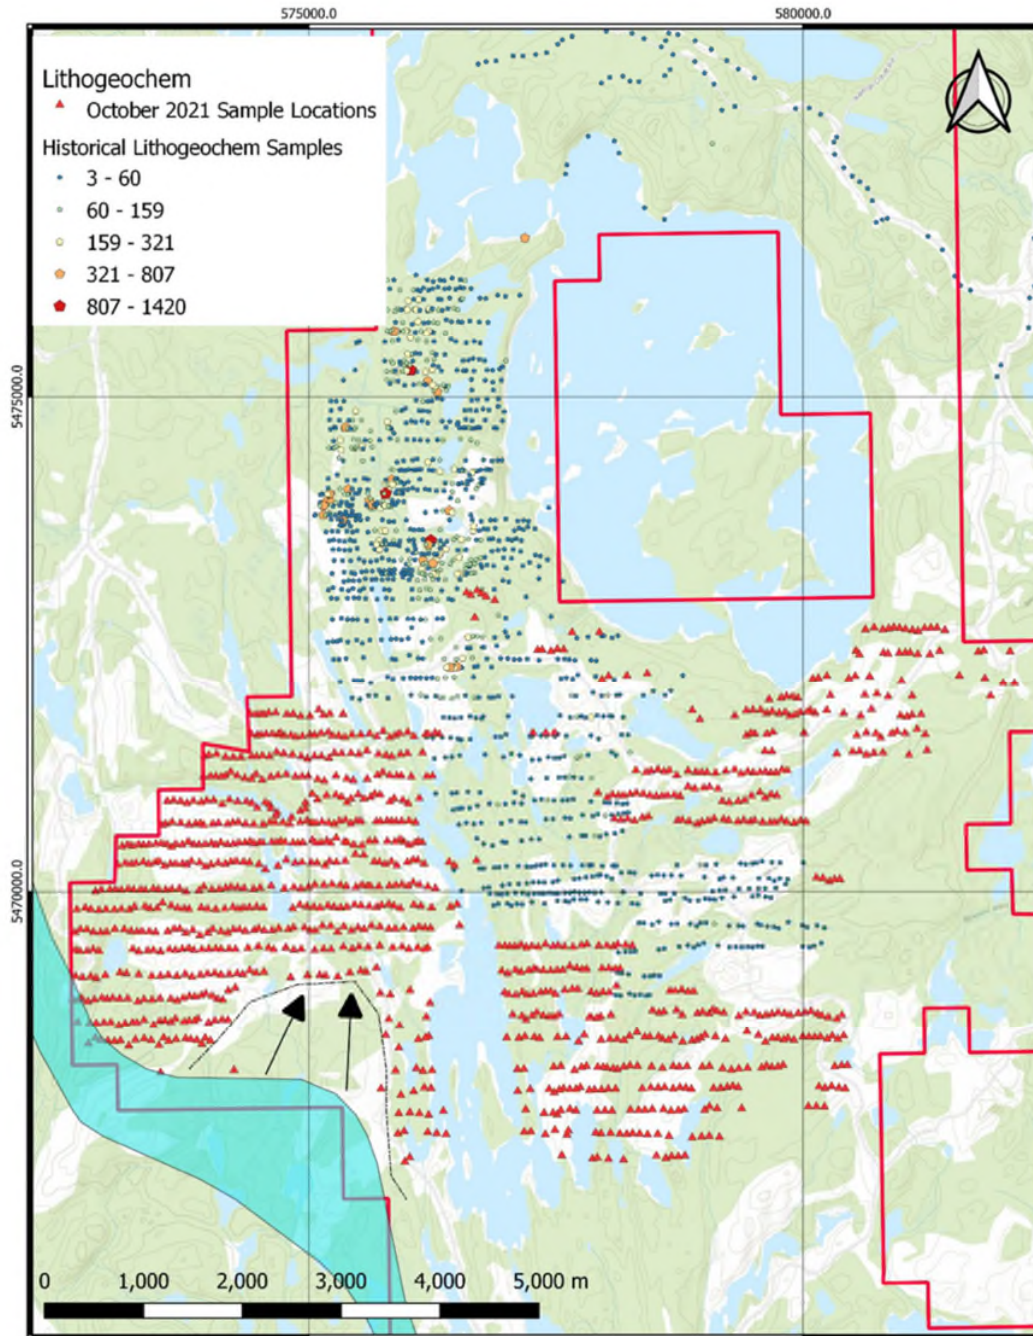 575000.0
580000.0
Lithogeochem
October 2021 Sample Locations
Historical Lithogeochem Samples
3 - 60
60 - 159
159 - 321
321 - 807
807 - 1420
5475000.0
5470000.0
0 1,000 2,000 3,000 4,000 5,000 m